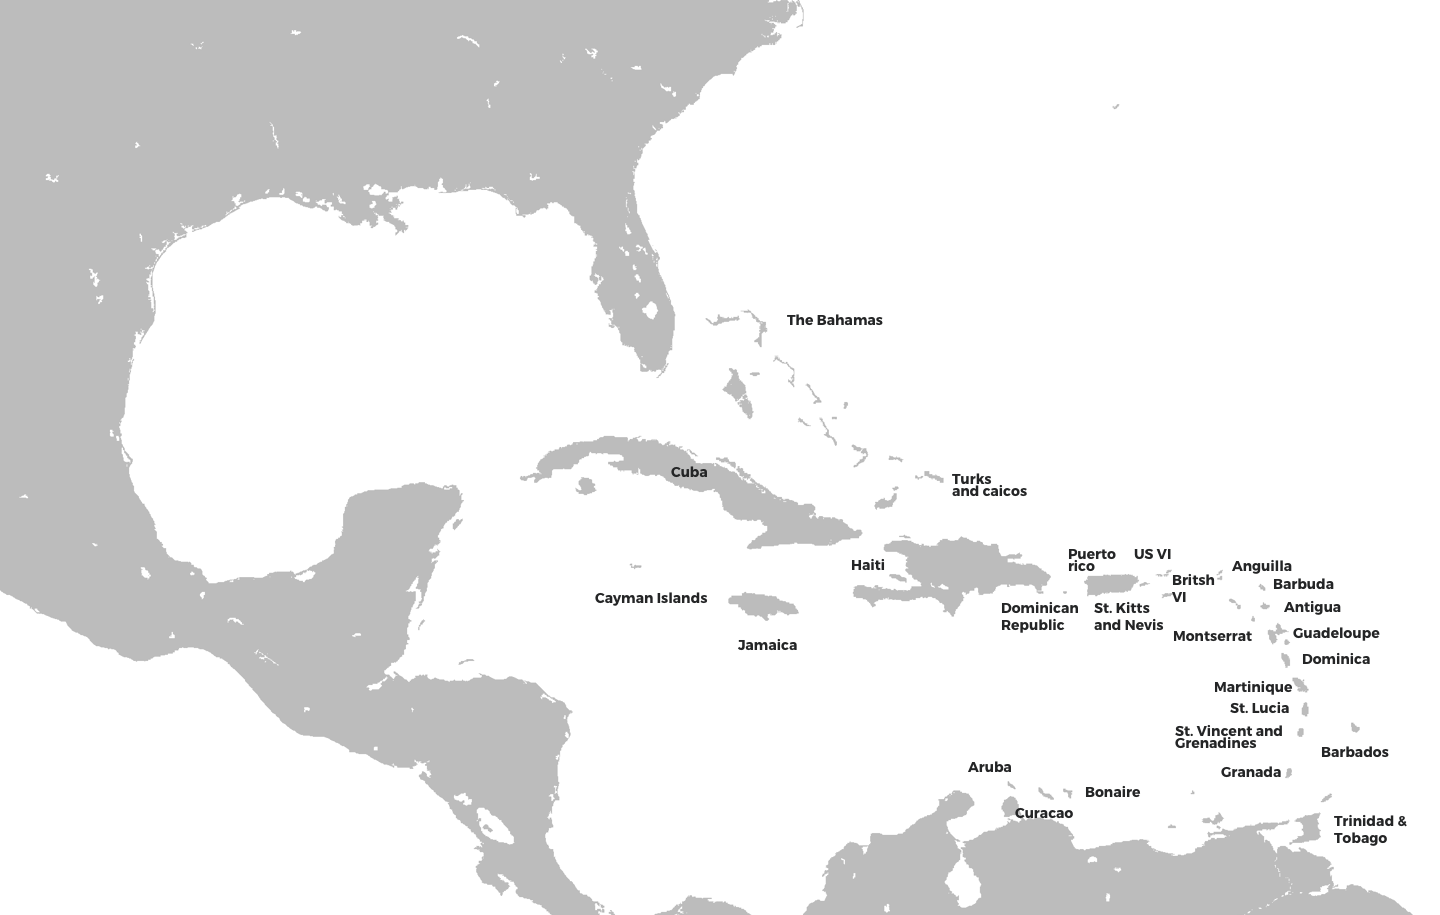 The Bahamas
Cuba
Turks
and caicos
Haiti
Puerto
rico
US VI
Anguilla
Britsh
VI
Barbuda
Cayman Islands
Dominican
Republic
St. Kitts
and Nevis
Antigua
Montserrat
Guadeloupe
Jamaica
Dominica
Martinique
St. Lucia
St. Vincent and
Grenadines
Barbados
Aruba
Granada
Bonaire
Curacao
Trinidad &
Tobago